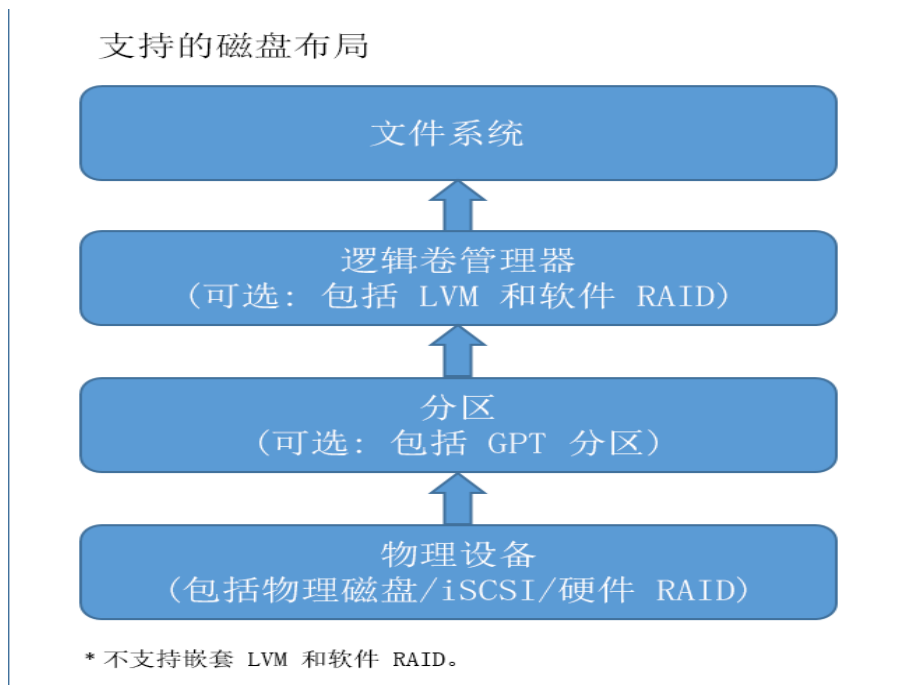 支持的磁盘布局
文件系统
逻辑卷管理器
(可选: 包括 LVM 和软件 RAID)
分区
(可选: 包括 GPT 分区)
物理设备
(包括物理磁盘/iSCSI/硬件 RAID)
* 不支持嵌套 LVM 和软件 RAID。